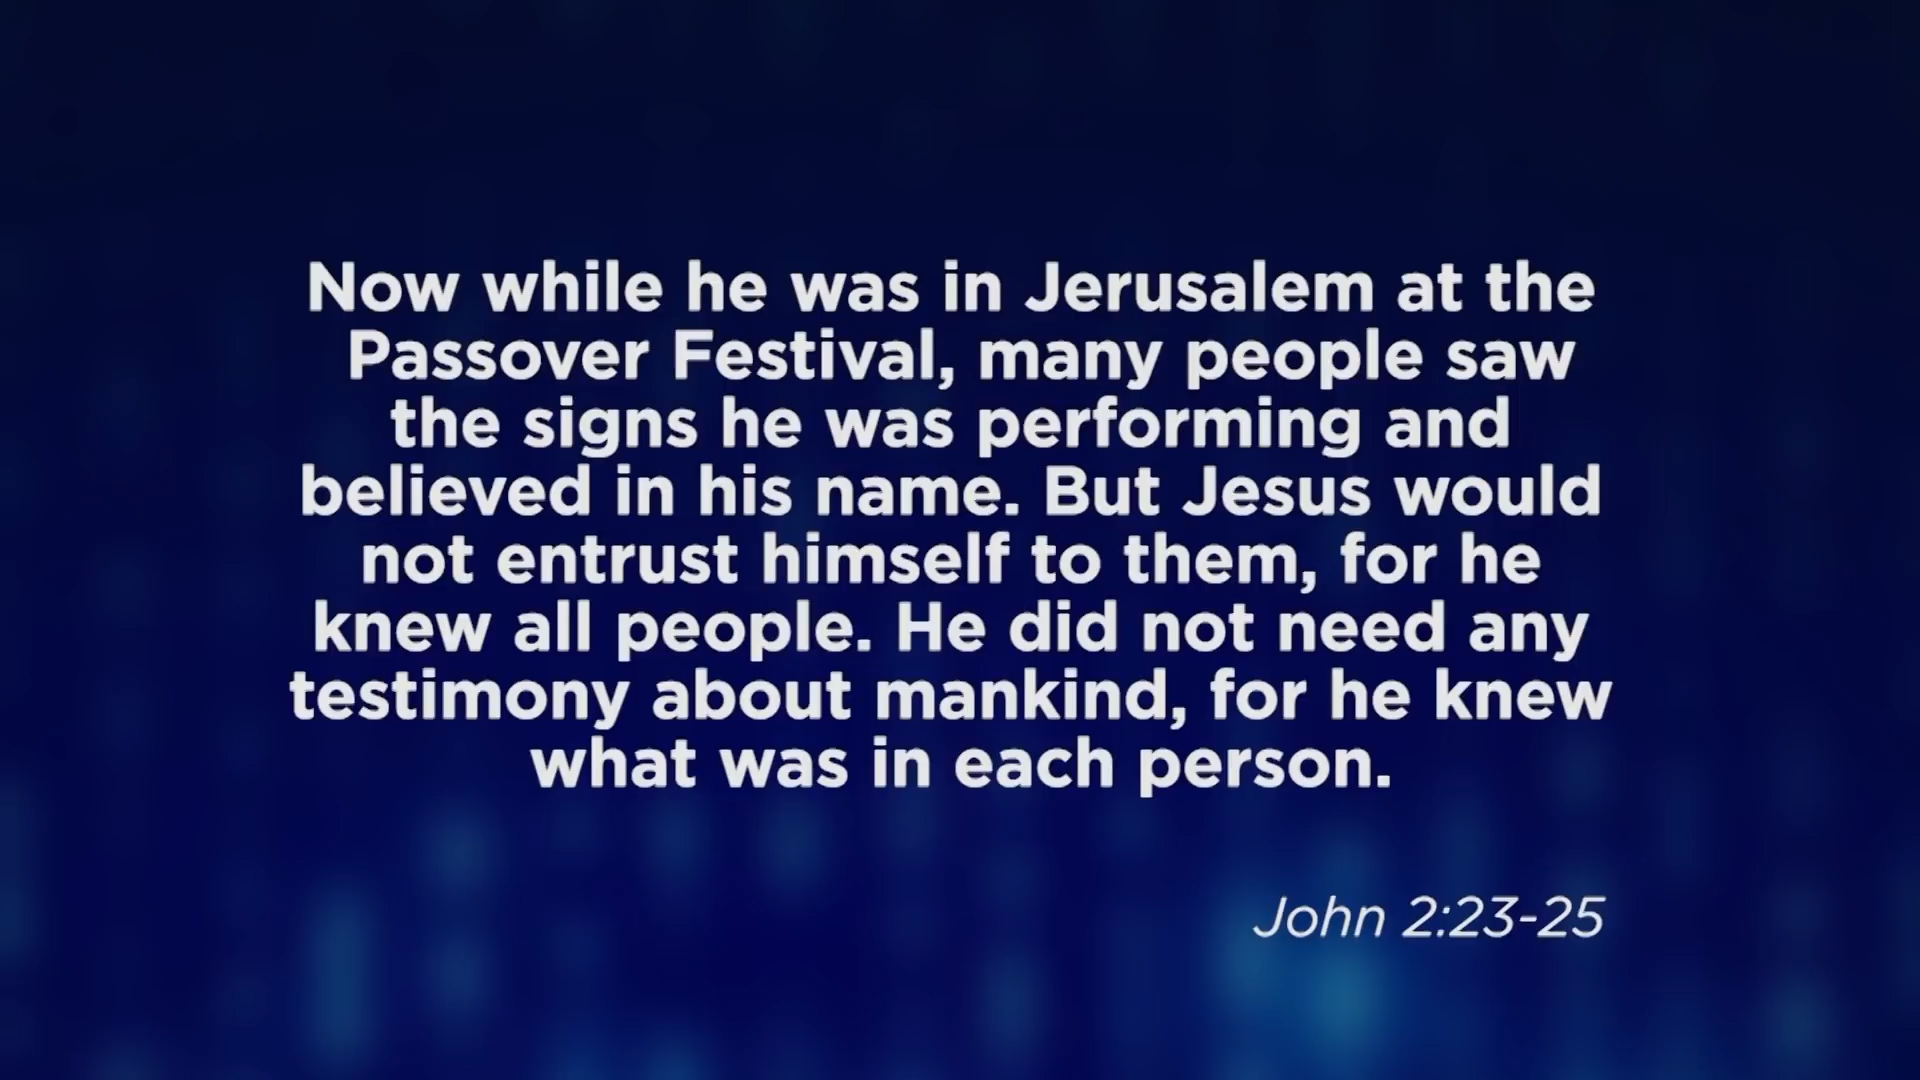 Now while he was in Jerusalem at the
Passover Festival, many people saw
the signs he was performing and
believed in his name. But Jesus would
not entrust himself to them, for he
knew all people. He did not need any
testimony about mankind, for he knew
what was in each person.
John 2:23-25